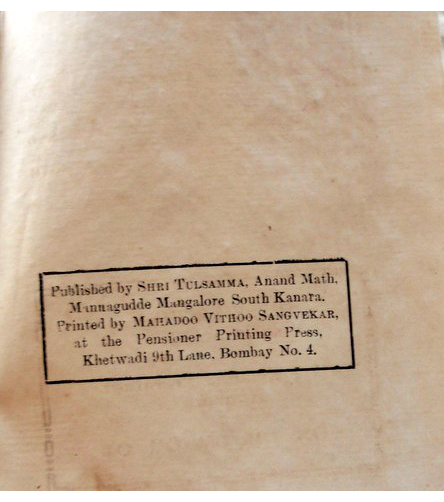 Published by SHRI TULSAMMA, Anand Math,
Mannagudde Mangalore South Kanara.
Printed by MAHADOO VITHOO SANGVEKAR,
at the Pensioner Printing Press,
Khetwadi 9th Lane. Bombay No. 4.